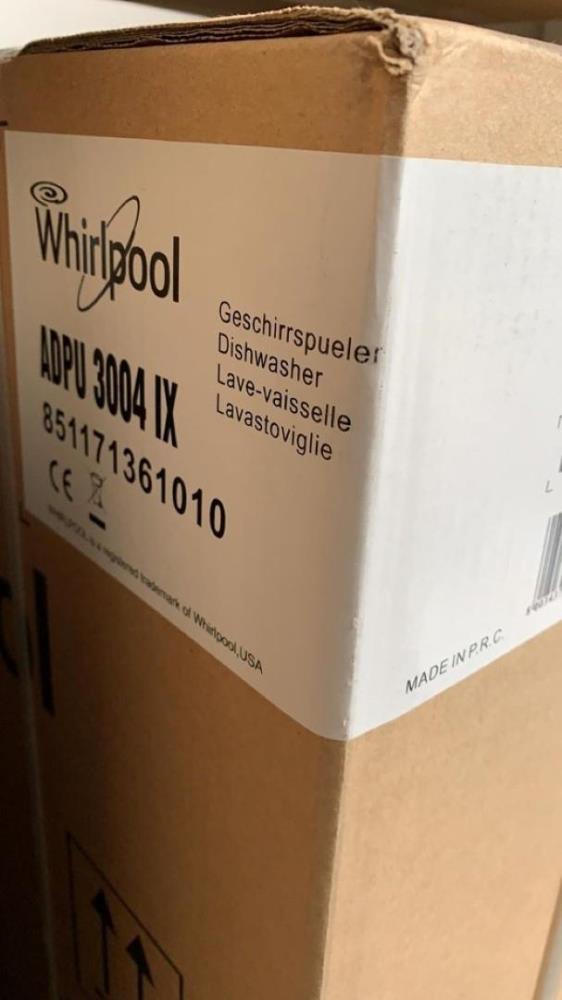 Whirlpool
ADPU 3004 IX
851171361010
CE
Geschirrspueler
Dishwasher
Lave-vaisselle
Lavastoviglie
WHIRLPOOL is a registered trademark of Whirlpool,USA
MADE IN P.R.C.
L